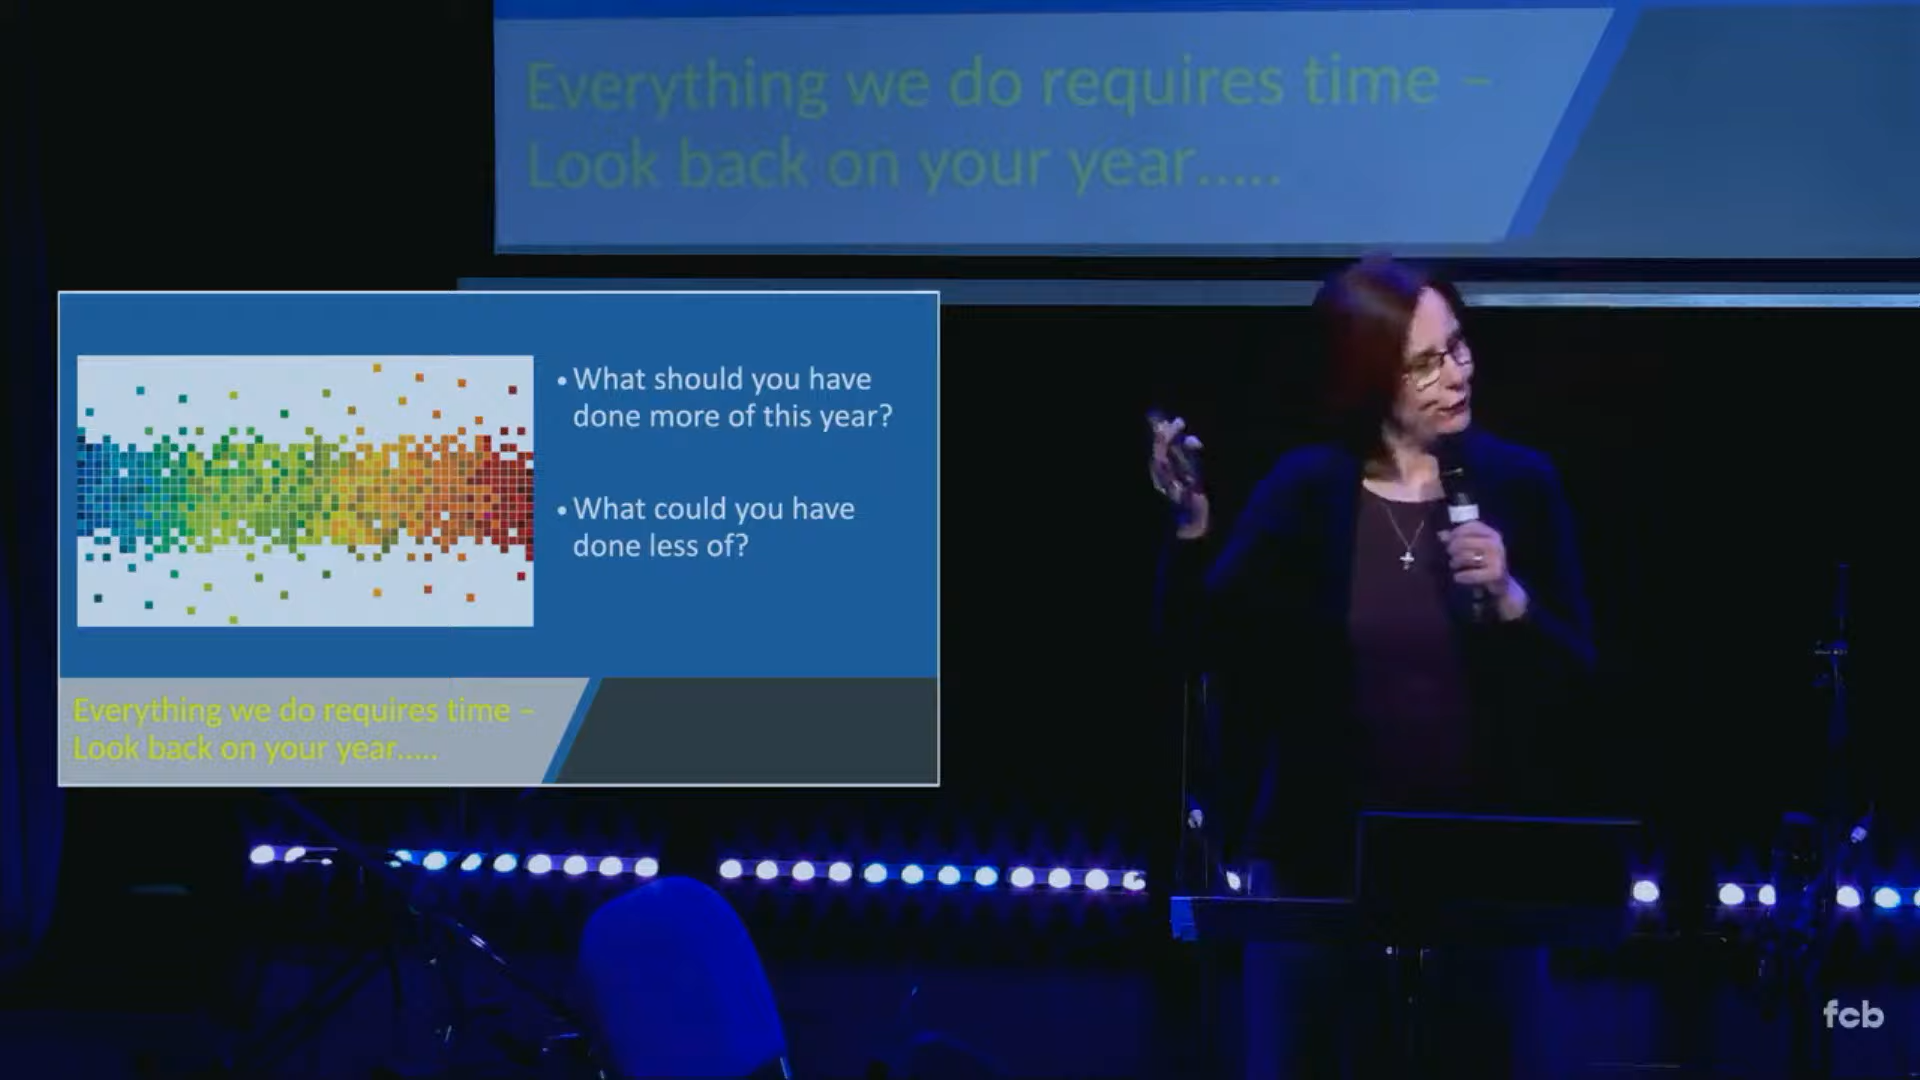 Everything we do requires time –
Look back on your year.....
• What should you have
done more of this year?
• What could you have
done less of?
Everything we do requires time –
Look back on your year.....
fcb